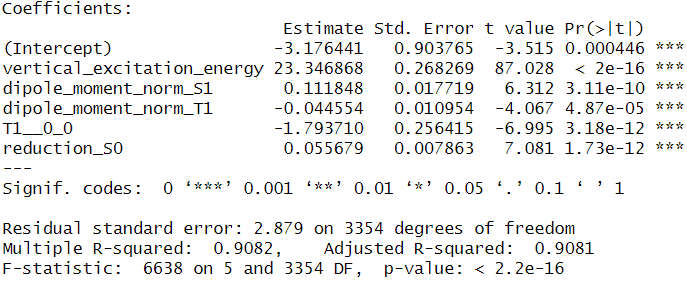 Coefficients:
Estimate Std. Error t value Pr(>|t|)
(Intercept) -3.176441 0.903765 -3.515 0.000446 ***
vertical_excitation_energy 23.346868 0.268269 87.028 < 2e-16 ***
dipole_moment_norm_S1 0.111848 0.017719 6.312 3.11e-10 ***
dipole_moment_norm_T1 -0.044554 0.010954 -4.067 4.87e-05 ***
T1__0_0 -1.793710 0.256415 -6.995 3.18e-12 ***
reduction_S0 0.055679 0.007863 7.081 1.73e-12 ***
---
Signif. codes: 0 ‘***’ 0.001 ‘**’ 0.01 ‘*’ 0.05 ‘.’ 0.1 ‘ ’ 1
Residual standard error: 2.879 on 3354 degrees of freedom
Multiple R-squared: 0.9082, Adjusted R-squared: 0.9081
F-statistic: 6638 on 5 and 3354 DF, p-value: < 2.2e-16